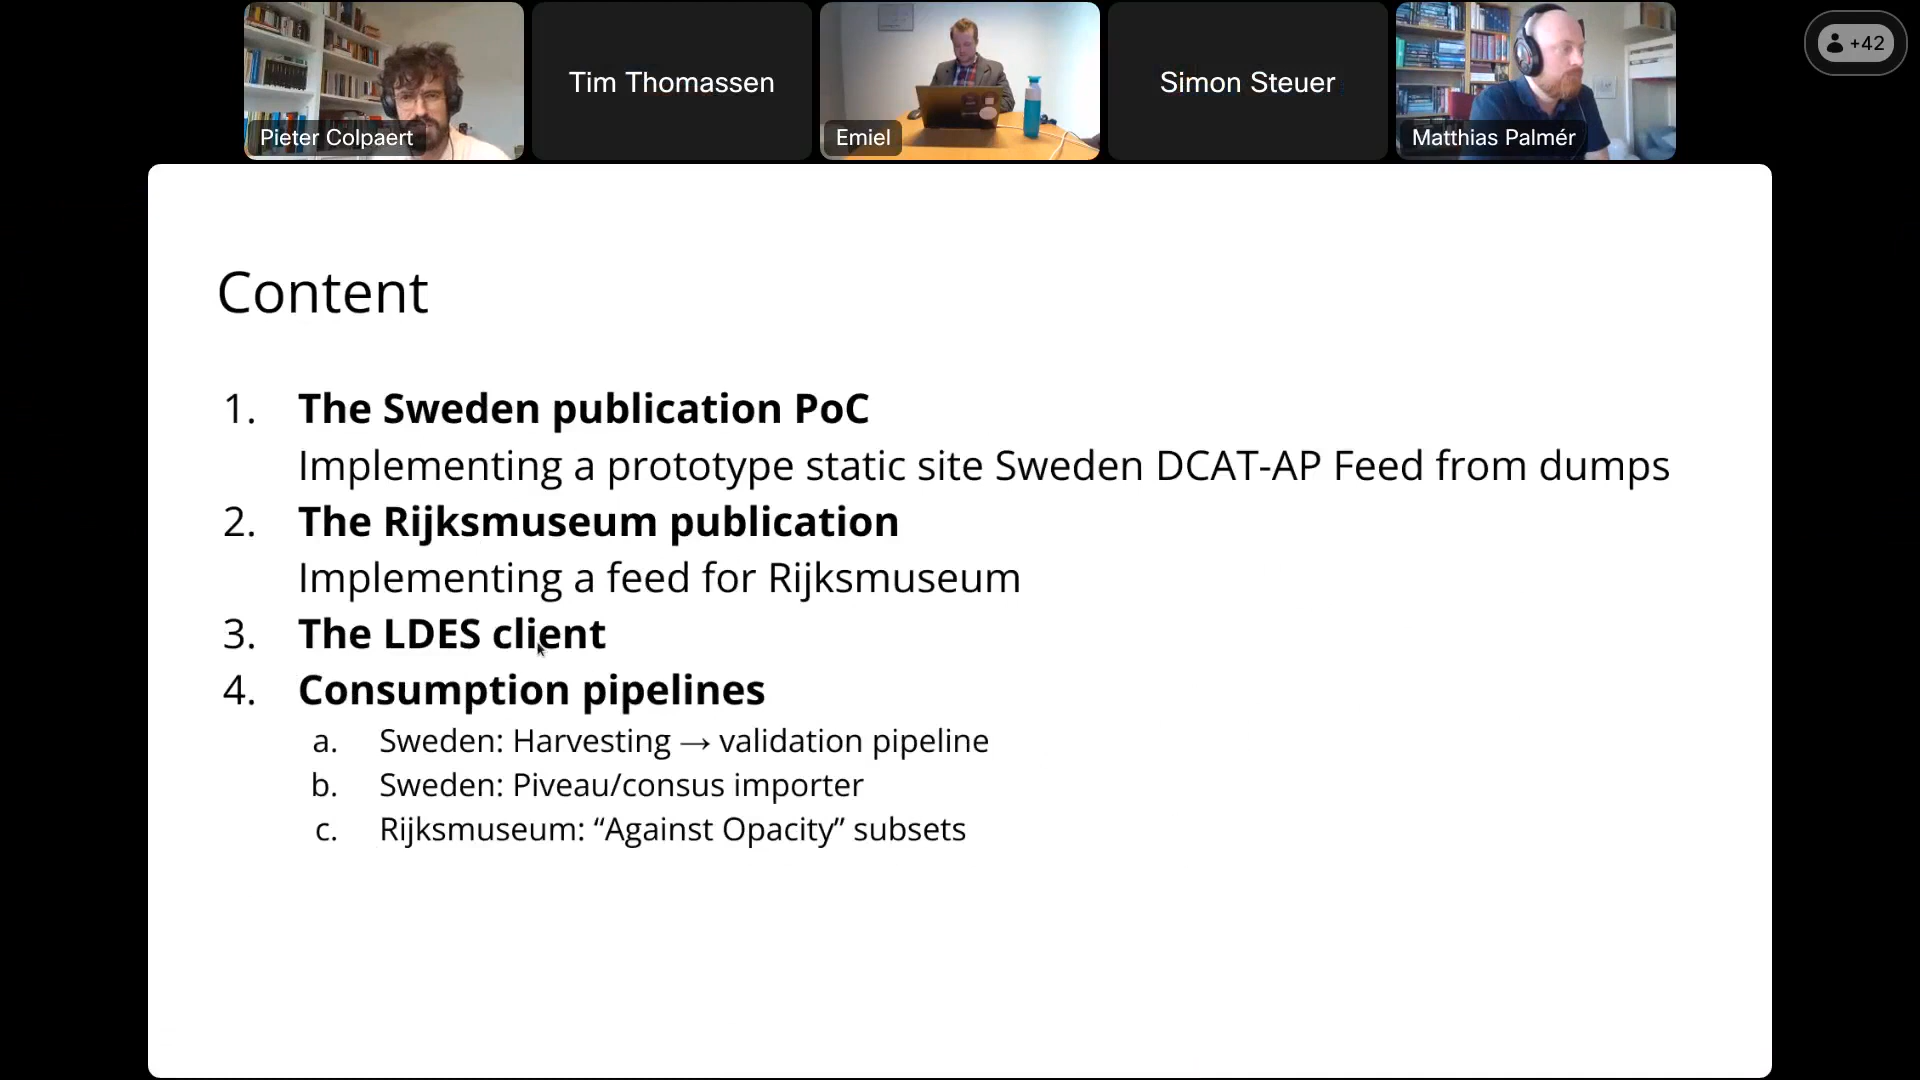 Pieter Colpaert
Tim Thomassen
Emiel
Simon Steuer
Matthias Palmér
+42
Content
1. The Sweden publication PoC
Implementing a prototype static site Sweden DCAT-AP Feed from dumps
2. The Rijksmuseum publication
Implementing a feed for Rijksmuseum
3. The LDES client
4. Consumption pipelines
a. Sweden: Harvesting → validation pipeline
b. Sweden: Piveau/consus importer
c. Rijksmuseum: “Against Opacity” subsets